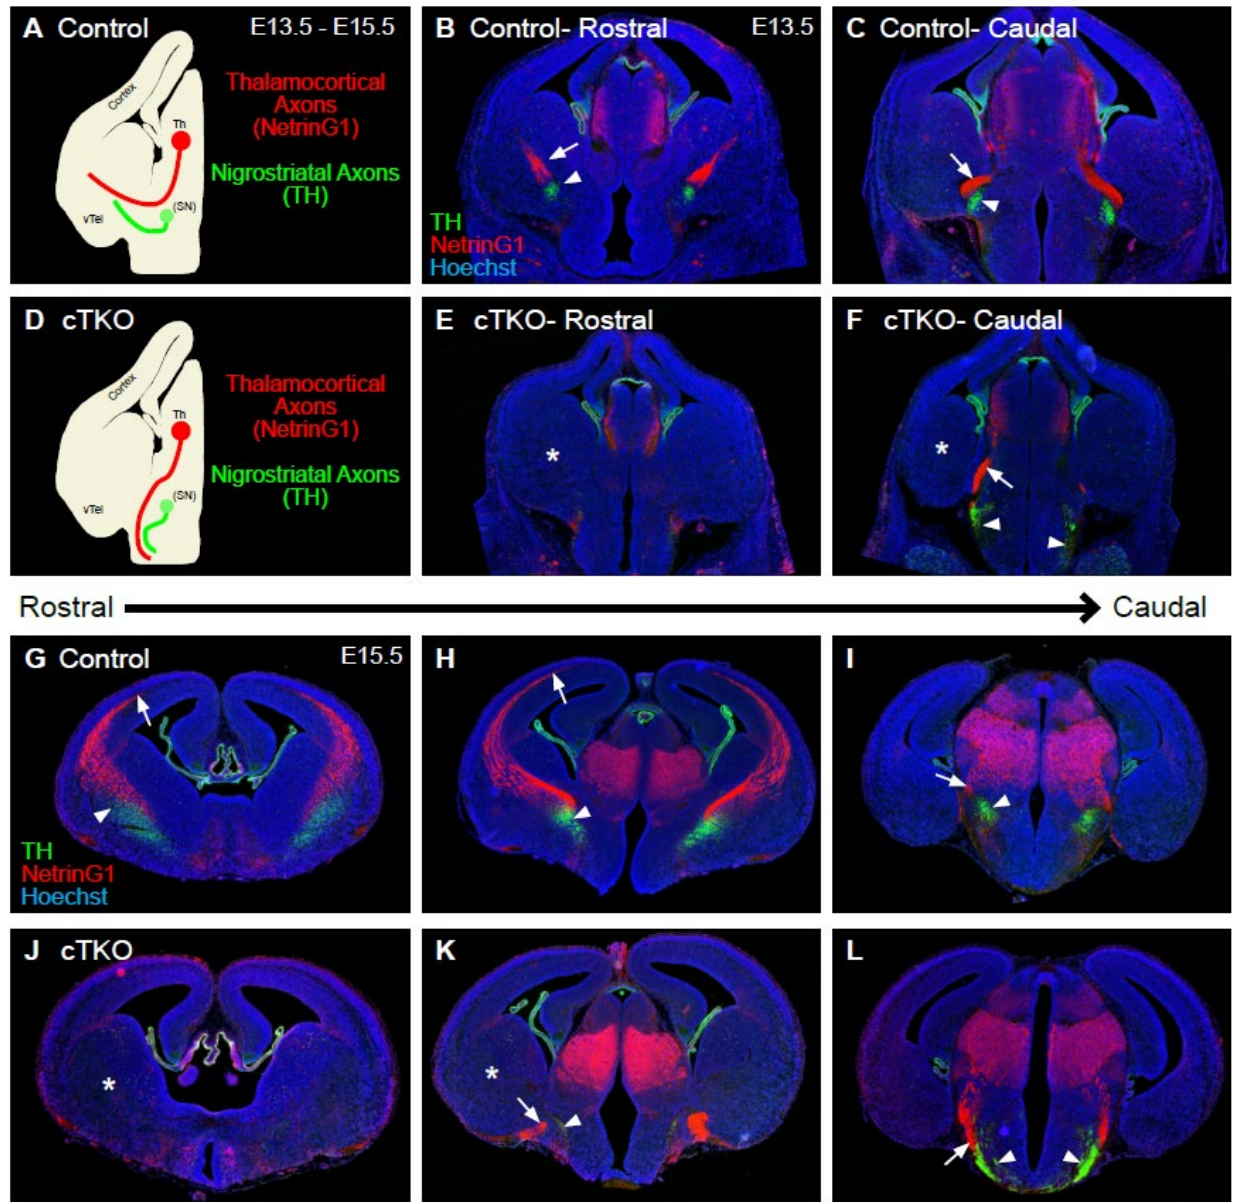 A Control E13.5 - E15.5
Cortex
Th
(SN)
vTel
Thalamocortical
Axons
(NetrinG1)
Nigrostriatal Axons
(TH)
B Control- Rostral E13.5
TH
NetrinG1
Hoechst
C Control- Caudal
D cTKO
Cortex
Th
(SN)
vTel
Thalamocortical
Axons
(NetrinG1)
Nigrostriatal Axons
(TH)
E cTKO- Rostral
*
F cTKO- Caudal
*
Rostral Caudal
G Control E15.5
TH
NetrinG1
Hoechst
H
I
J cTKO
*
K
*
L